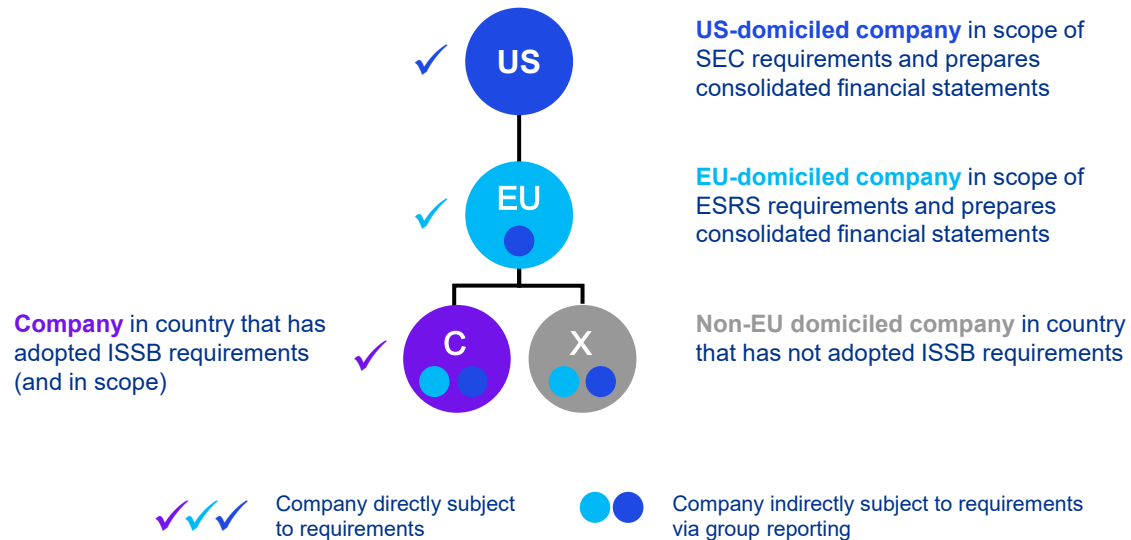 US
US-domiciled company in scope of
SEC requirements and prepares
consolidated financial statements
EU
EU-domiciled company in scope of
ESRS requirements and prepares
consolidated financial statements
Company in country that has
adopted ISSB requirements
(and in scope)
C
X
Non-EU domiciled company in country
that has not adopted ISSB requirements
Company directly subject
to requirements
Company indirectly subject to requirements
via group reporting